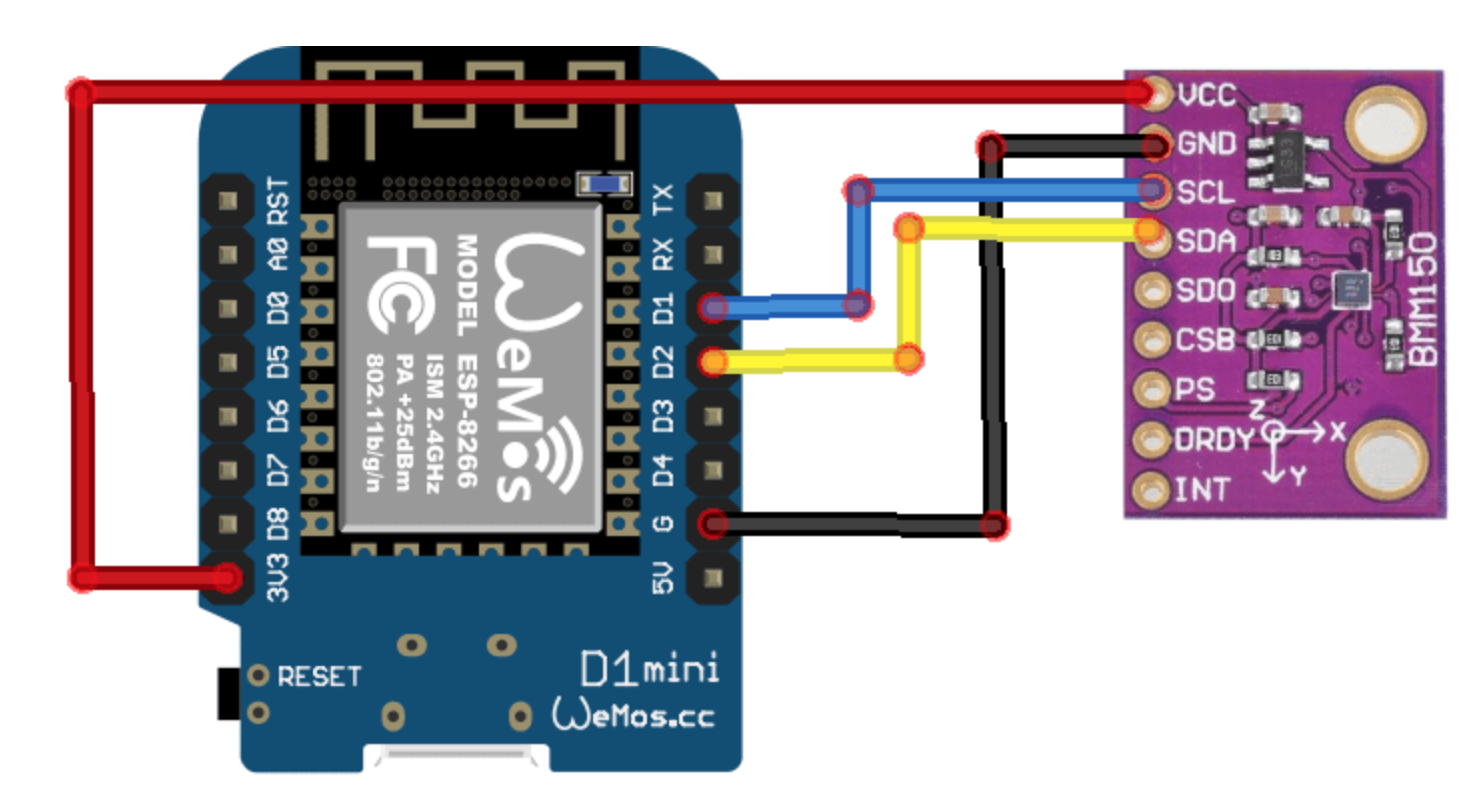 RST
A0
D0
D5
D6
D7
D8
3V3
TX
RX
D1
D2
D3
D4
G
5V
WeMos
MODEL ESP-8266
ISM 2.4GHz
PA +25dBm
802.11b/g/n
FC
RESET
D1 mini
WeMos.cc
VCC
GND
SCL
SDA
SDO
CSB
PS
DRDY
INT
LG33
BMM150
Z
X
Y